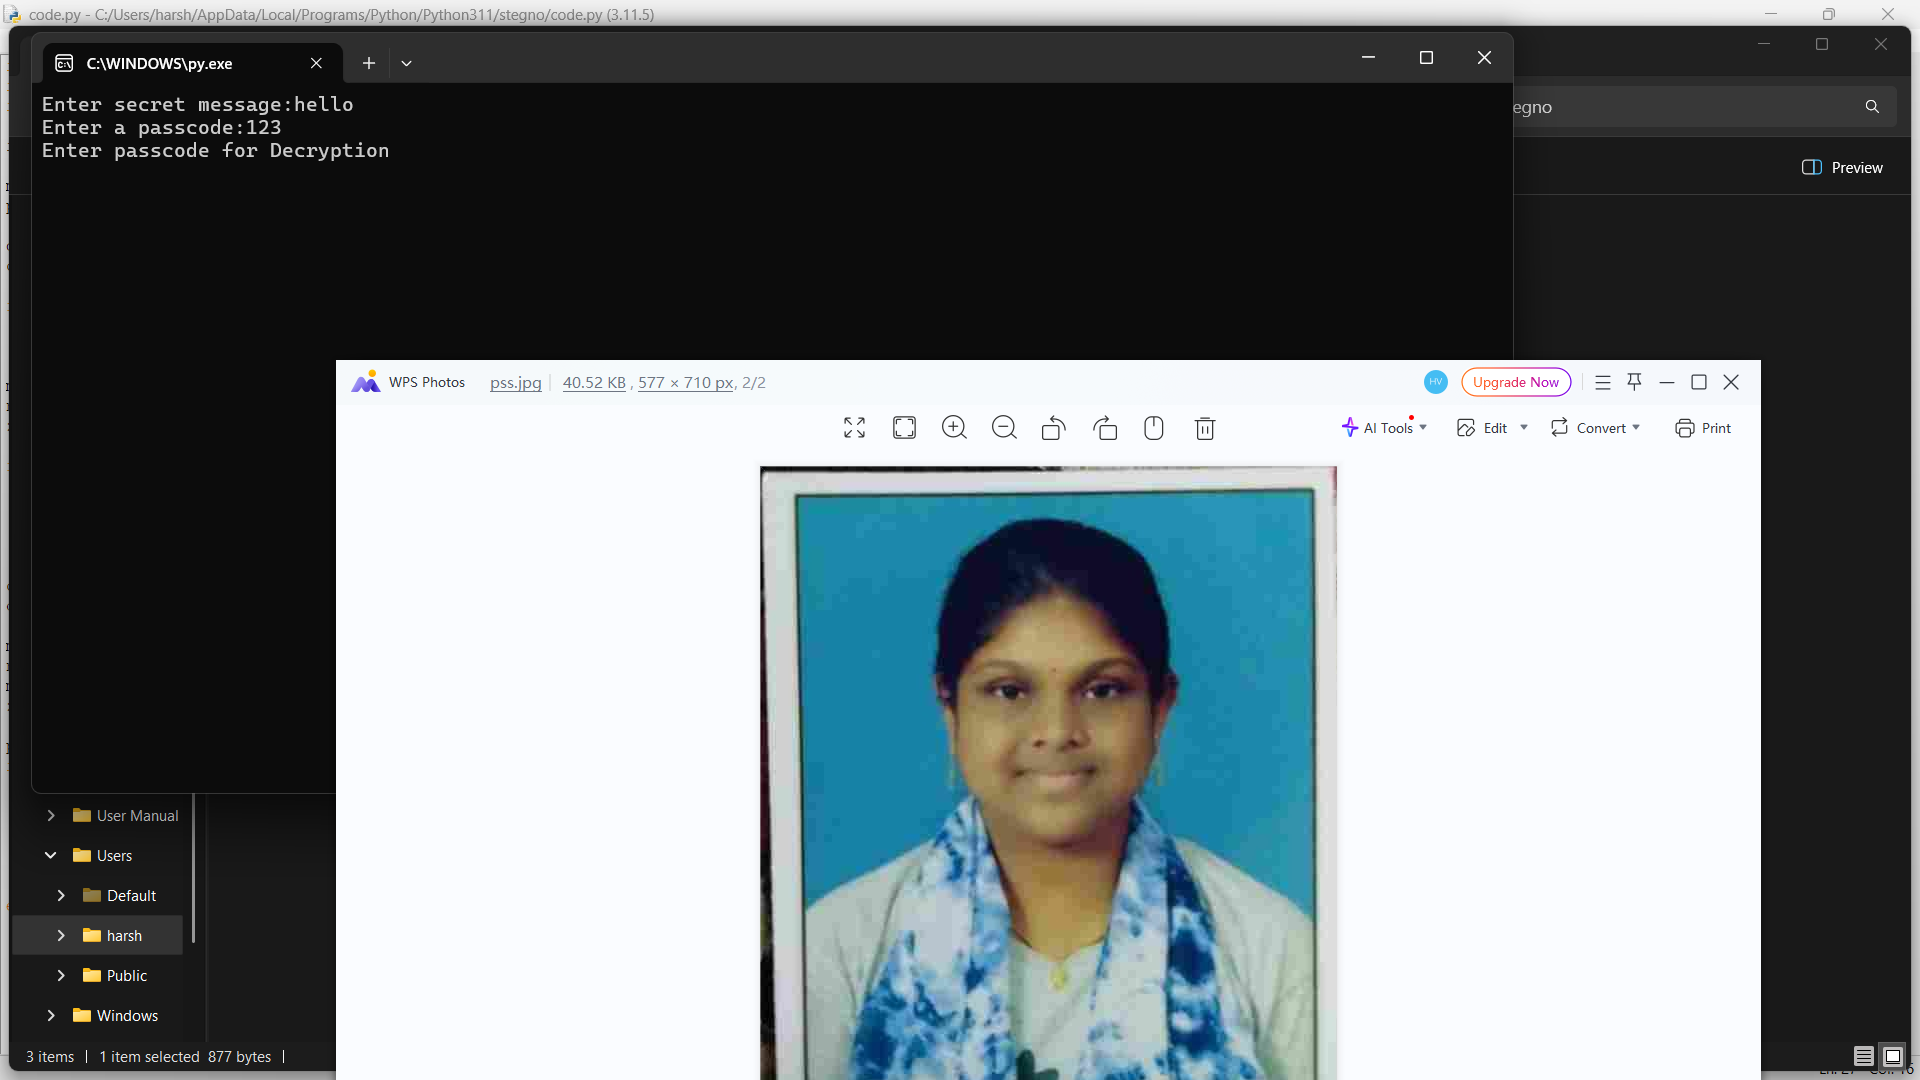 code.py - C:/Users/harsh/AppData/Local/Programs/Python/Python311/stegno/code.py (3.11.5)
C:\WINDOWS\py.exe
Enter secret message:hello
Enter a passcode:123
Enter passcode for Decryption
egno
Preview
WPS Photos pss.jpg 40.52 KB , 577 × 710 px, 2/2
HV
Upgrade Now
AI Tools
Edit
Convert
Print
User Manual
Users
Default
harsh
Public
Windows
3 items 1 item selected 877 bytes